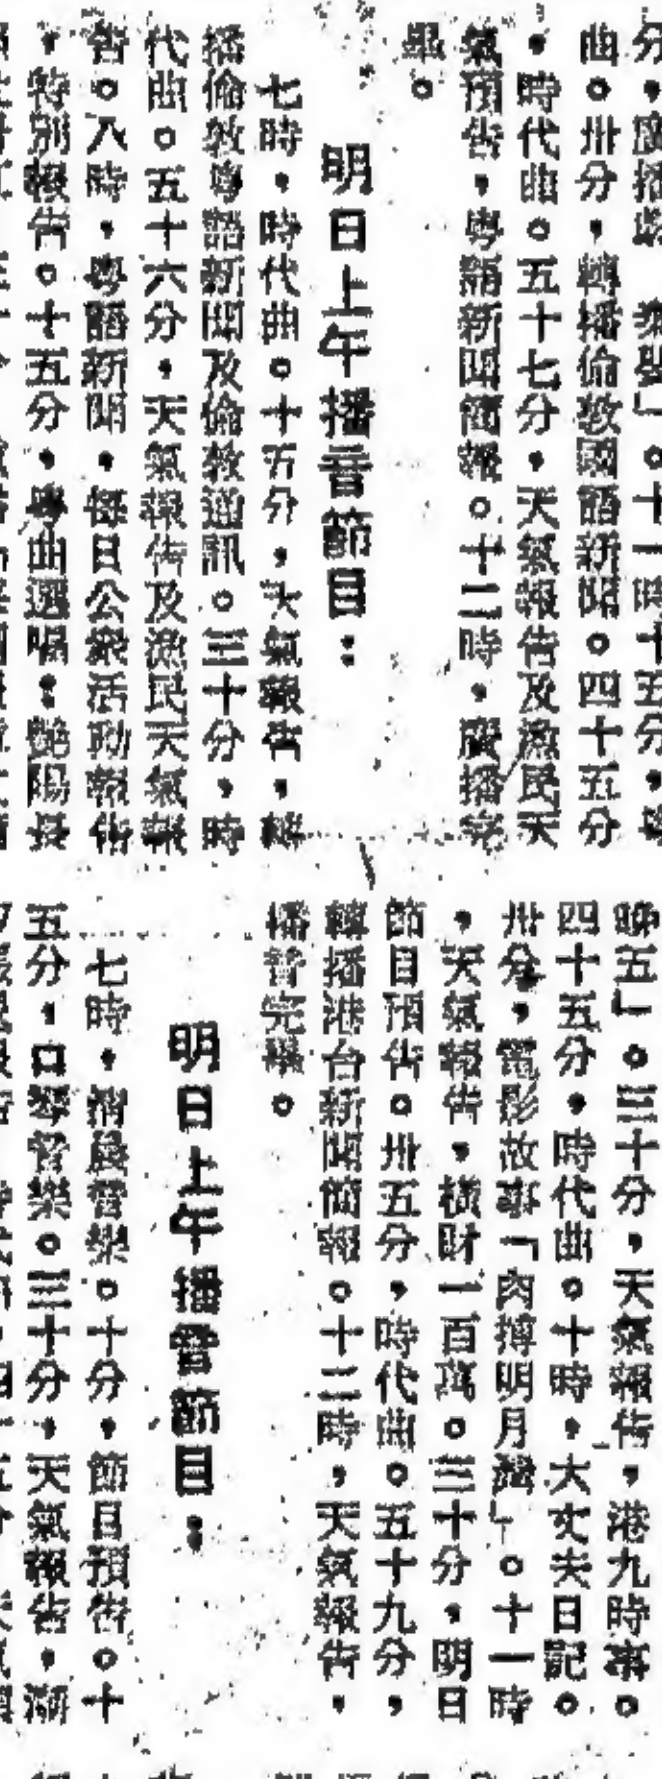 分，廣播劇
曲。卅分，轉播倫敦國語新聞。四十五分
，時代曲。五十七分，天氣報告及漁民天
氣預告，粵語新聞簡報。十二時，廣播完
畢。
明日上午播音節目：
七時，時代曲。十五分，天氣報告，轉
播倫敦粵語新聞及倫敦通訊。三十分，時
代曲。五十六分，天氣報告及漁民天氣報
告。八時，粵語新聞，每日公衆活動報告
，特別報告。十五分，粵曲選唱：艶陽長
五」。三十分，天氣報告，港九時事。
四十五分，時代曲。十時，大丈夫日記。
卅分，電影故事「肉搏明月灣」。十一時
，天氣報告，橫財一百萬。三十分，明日
節目預告。卅五分，時代曲。五十九分，
轉播港台新聞簡報。十二時，天氣報告，
播音完畢。
明日上午播音節目：
七時，清晨音樂。十分，節目預告。十
五分，口琴音樂。三十分，天氣報告，潮